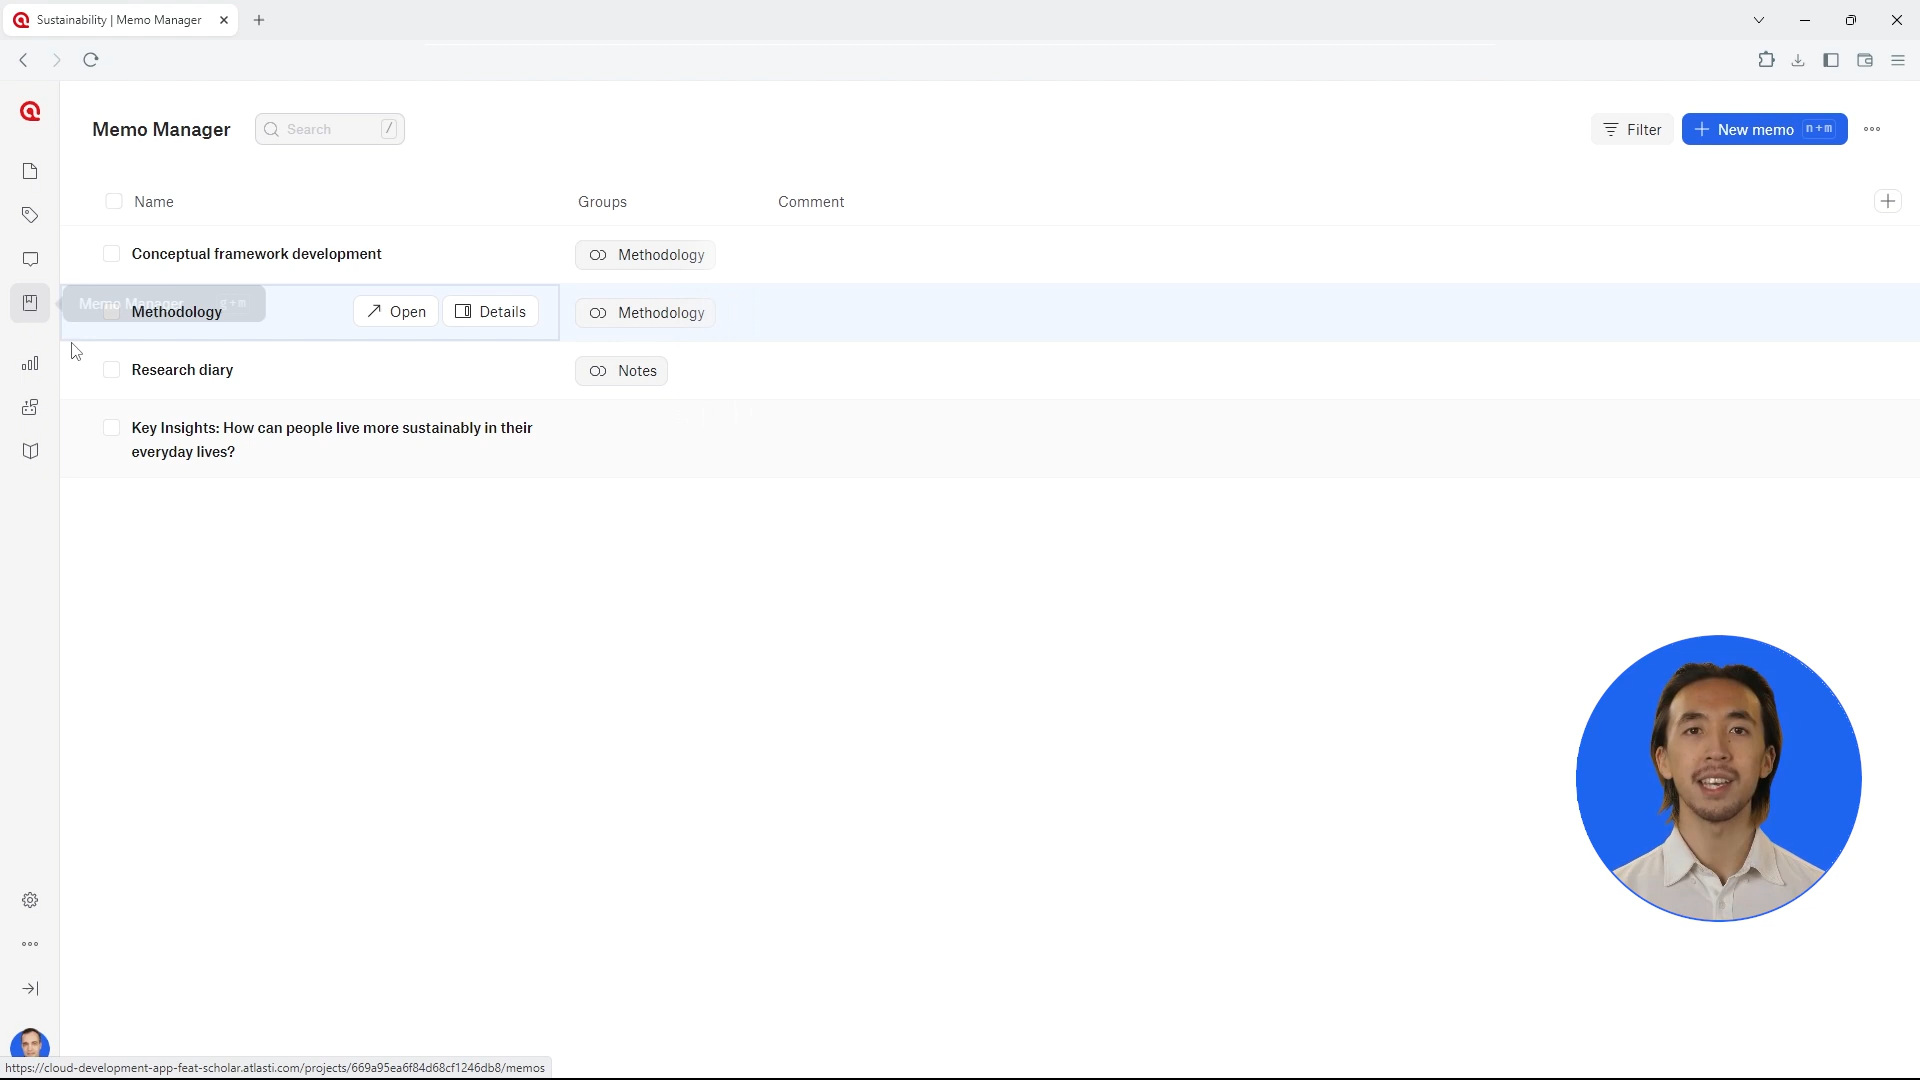 Sustainability | Memo Manager
Memo Manager
Search /
Filter
New memo n+m
Name Groups Comment
Conceptual framework development Methodology
Memo Manager g+m
Methodology Open Details Methodology
Research diary Notes
Key Insights: How can people live more sustainably in their
everyday lives?
https://cloud-development-app-feat-scholar.atlasti.com/projects/669a95ea6f84d68cf1246db8/memos